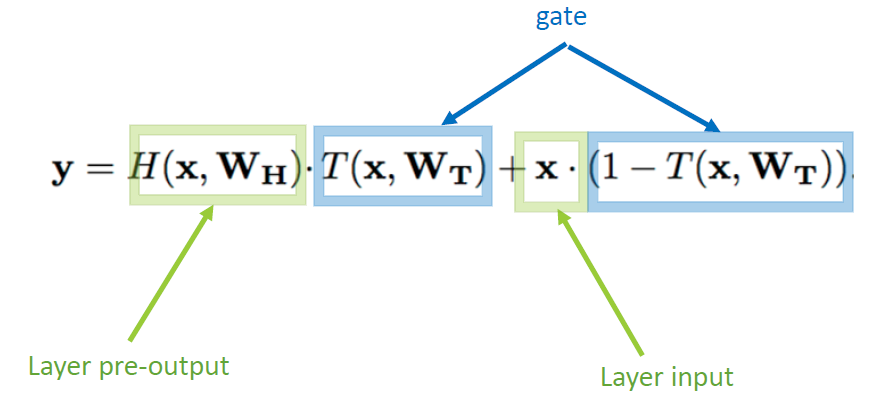 gate
y = H(x, W_H)· T(x, W_T) + x · (1 − T(x, W_T)).
Layer pre-output
Layer input